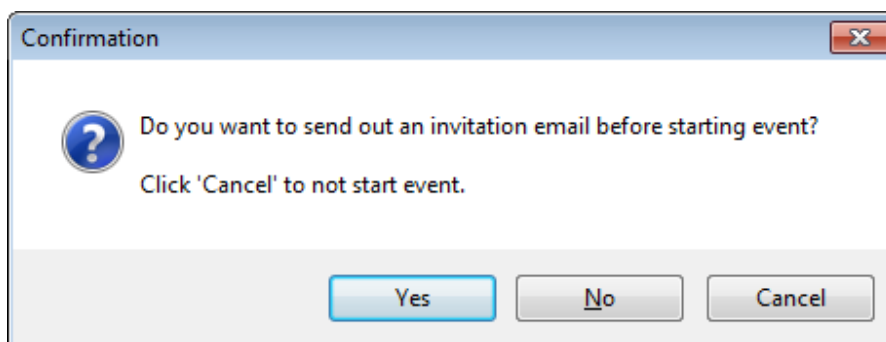 Confirmation
Do you want to send out an invitation email before starting event?
Click 'Cancel' to not start event.
Yes
No
Cancel